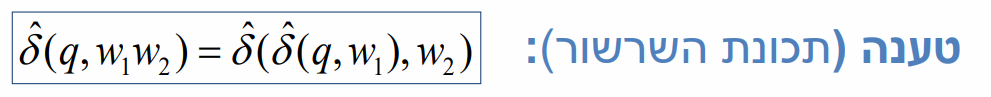 טענה (תכונת השרשור): δ̂(q, w₁w₂) = δ̂(δ̂(q, w₁), w₂)